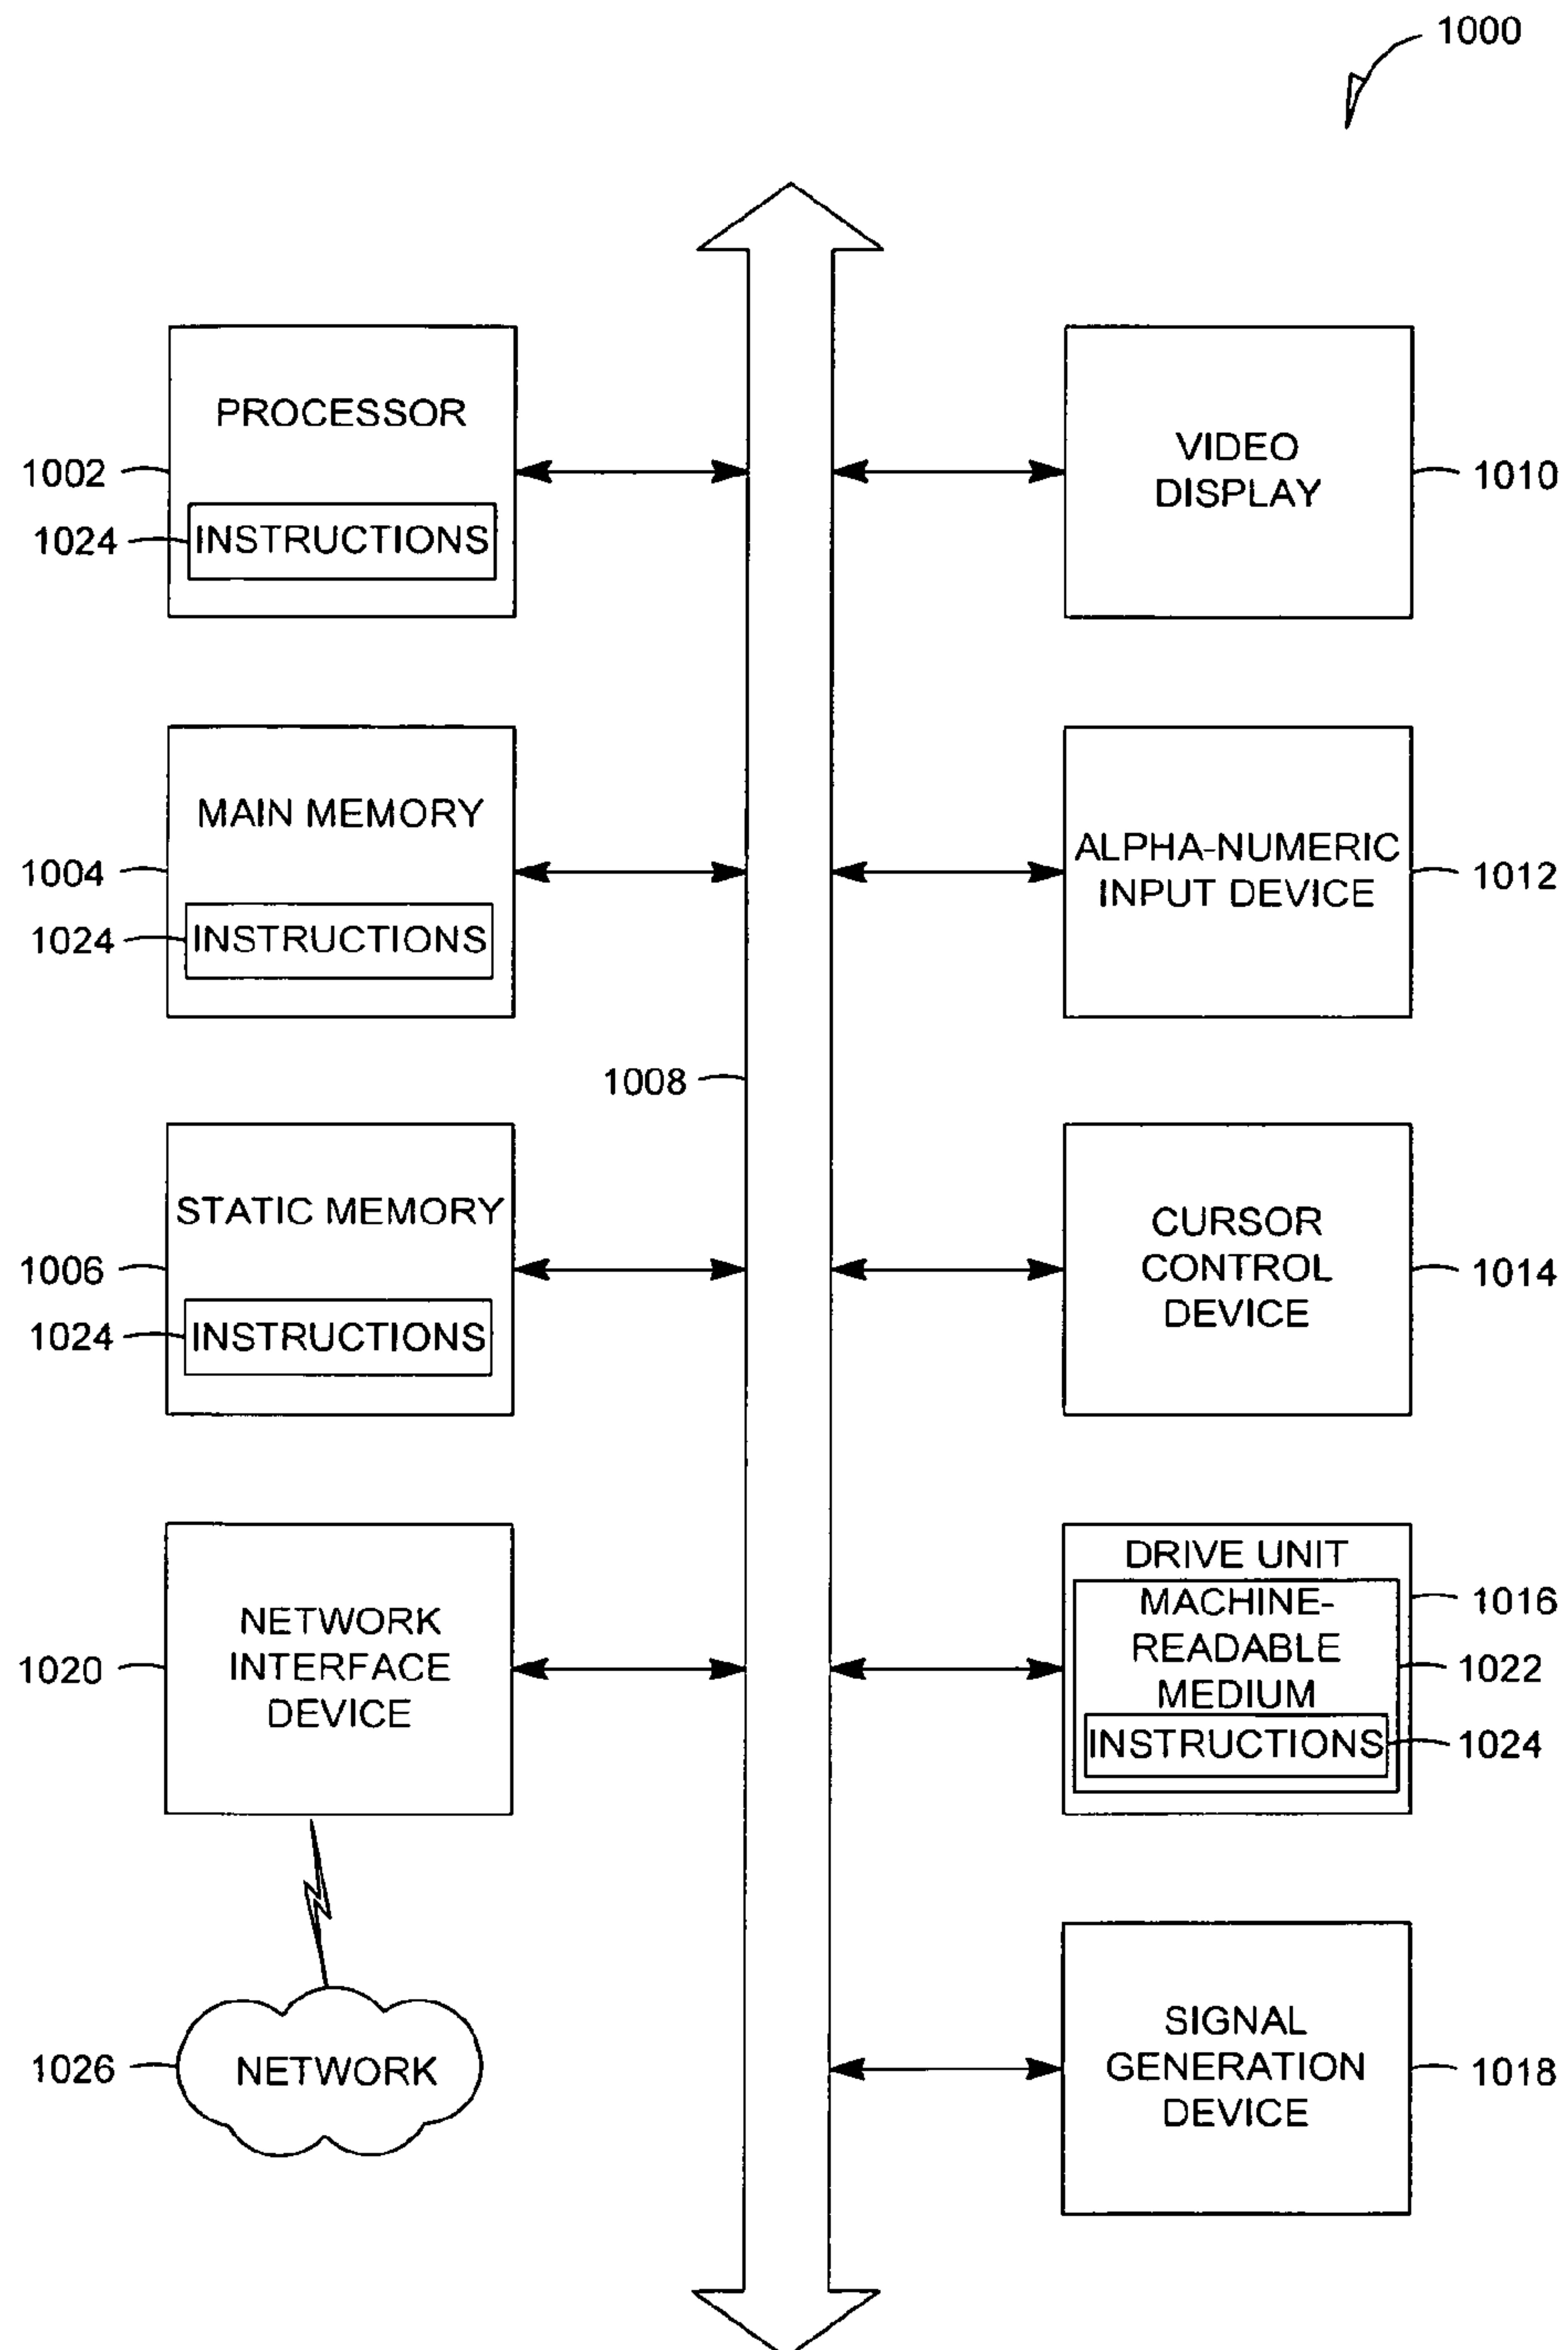 1000
PROCESSOR
1002
1024
INSTRUCTIONS
VIDEO
DISPLAY
1010
MAIN MEMORY
1004
1024
INSTRUCTIONS
ALPHA-NUMERIC
INPUT DEVICE
1012
1008
STATIC MEMORY
1006
1024
INSTRUCTIONS
CURSOR
CONTROL
DEVICE
1014
NETWORK
INTERFACE
DEVICE
1020
DRIVE UNIT
1016
MACHINE-
READABLE
MEDIUM
1022
INSTRUCTIONS
1024
NETWORK
1026
SIGNAL
GENERATION
DEVICE
1018